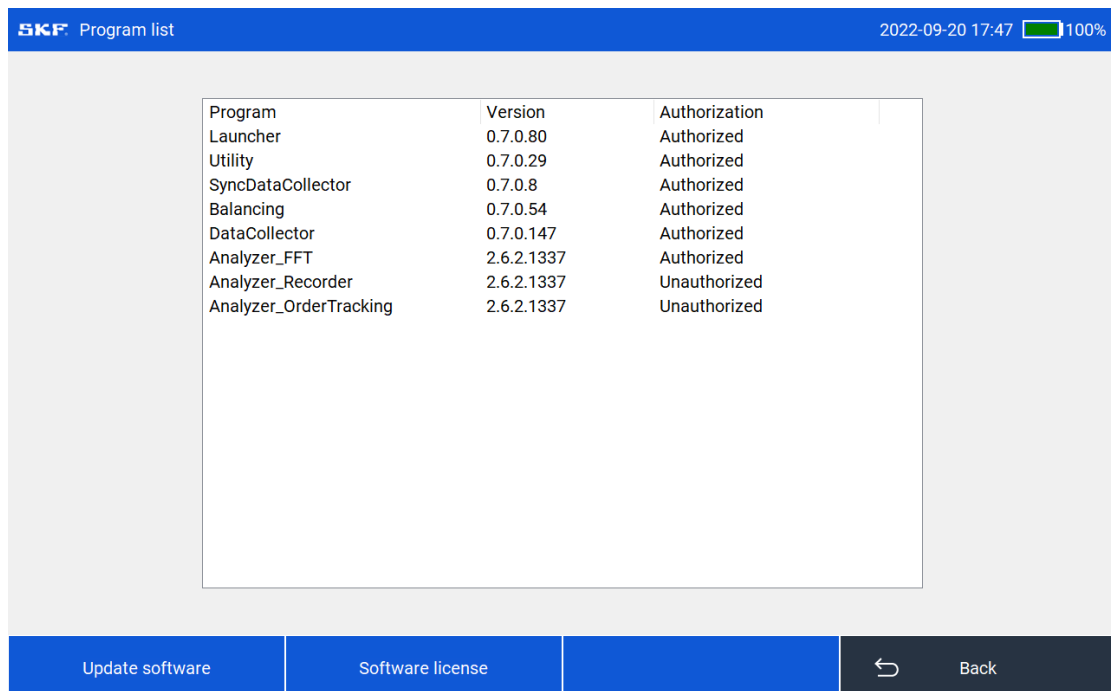 SKF. Program list 2022-09-20 17:47 100%
Program Version Authorization
Launcher 0.7.0.80 Authorized
Utility 0.7.0.29 Authorized
SyncDataCollector 0.7.0.8 Authorized
Balancing 0.7.0.54 Authorized
DataCollector 0.7.0.147 Authorized
Analyzer_FFT 2.6.2.1337 Authorized
Analyzer_Recorder 2.6.2.1337 Unauthorized
Analyzer_OrderTracking 2.6.2.1337 Unauthorized
Update software Software license Back